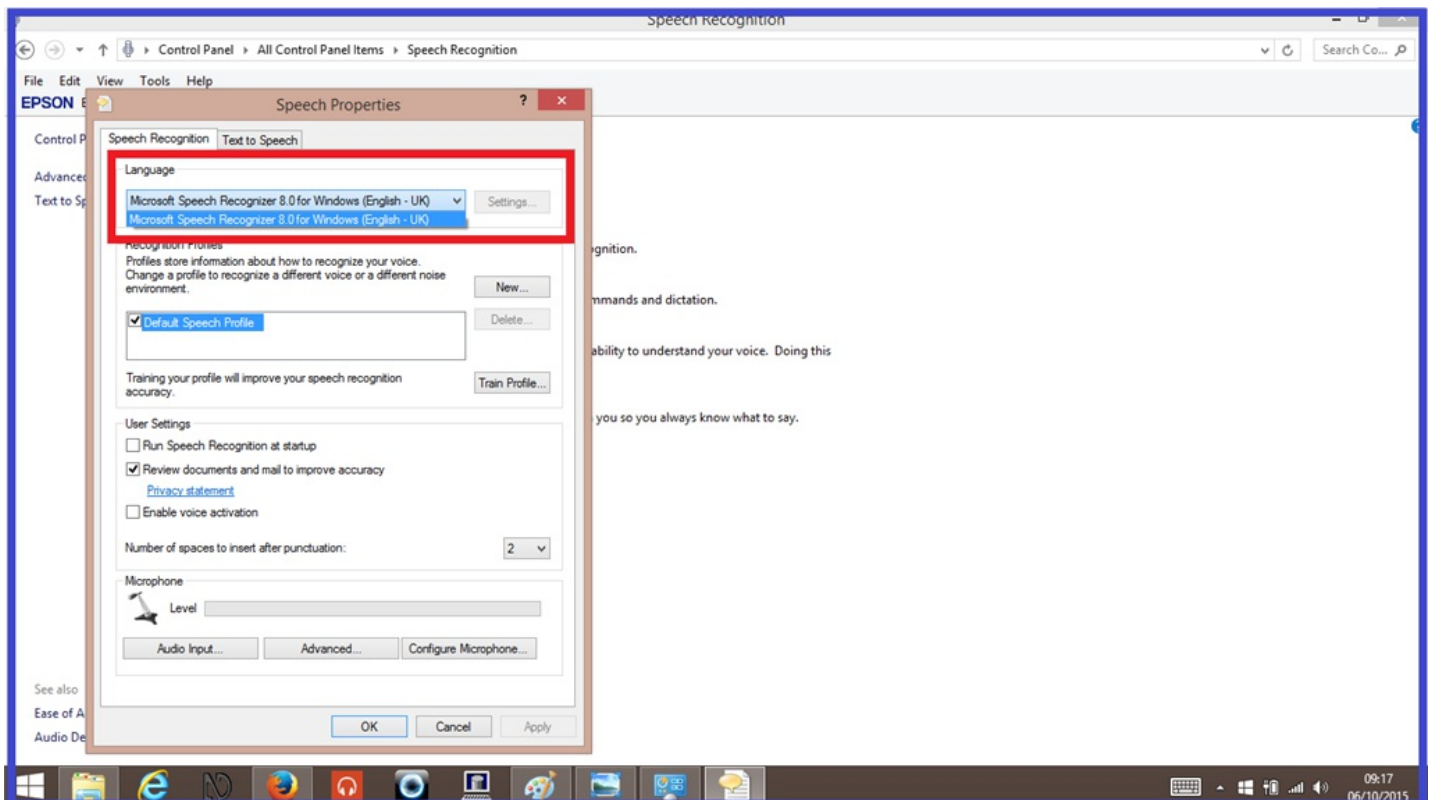 Speech Recognition
Control Panel All Control Panel Items Speech Recognition
Search Co...
File Edit View Tools Help
EPSON
Speech Properties ?
Control P
Advanced
Text to Sp
Speech Recognition Text to Speech
Language
Microsoft Speech Recognizer 8.0 for Windows (English - UK) Settings...
Microsoft Speech Recognizer 8.0 for Windows (English - UK)
Recognition Profiles
Profiles store information about how to recognize your voice.
Change a profile to recognize a different voice or a different noise
environment.
New...
Default Speech Profile
Delete...
Training your profile will improve your speech recognition
accuracy.
Train Profile...
User Settings
Run Speech Recognition at startup
Review documents and mail to improve accuracy
Privacy statement
Enable voice activation
Number of spaces to insert after punctuation: 2
Microphone
Level
Audio Input... Advanced... Configure Microphone...
OK Cancel Apply
ognition.
mmands and dictation.
ability to understand your voice. Doing this
you so you always know what to say.
See also
Ease of A
Audio De
09:17
06/10/2015